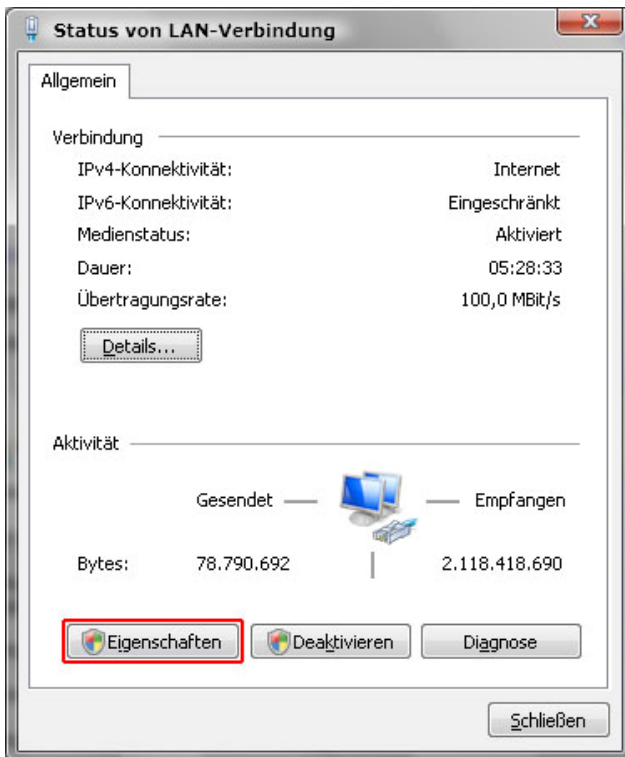 Status von LAN-Verbindung
Allgemein
Verbindung
IPv4-Konnektivität: Internet
IPv6-Konnektivität: Eingeschränkt
Medienstatus: Aktiviert
Dauer: 05:28:33
Übertragungsrate: 100,0 MBit/s
Details...
Aktivität
Gesendet Empfangen
Bytes: 78.790.692 2.118.418.690
Eigenschaften Deaktivieren Diagnose
Schließen